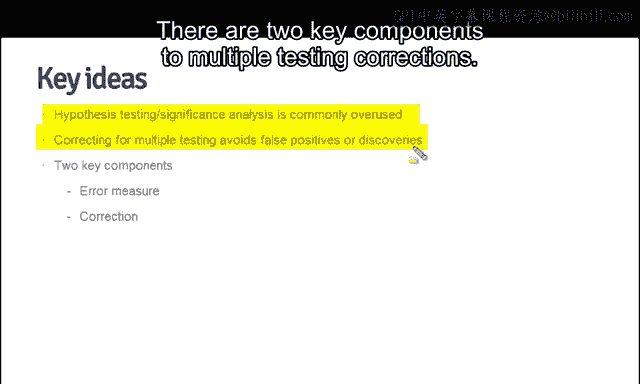 There are two key components
to multiple testing corrections.
Key ideas
· Hypothesis testing/significance analysis is commonly overused
· Correcting for multiple testing avoids false positives or discoveries
· Two key components
- Error measure
- Correction